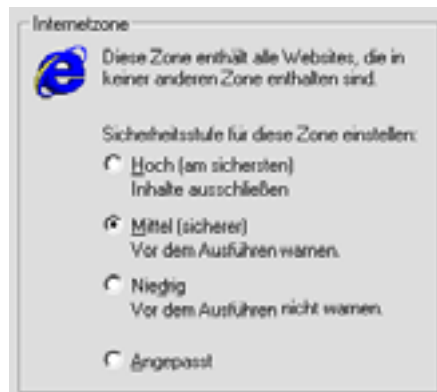 Internetzone
Diese Zone enthält alle Websites, die in
keiner anderen Zone enthalten sind.
Sicherheitsstufe für diese Zone einstellen:
Hoch (am sichersten)
Inhalte ausschließen
Mittel (sicherer)
Vor dem Ausführen warnen.
Niedrig
Vor dem Ausführen nicht warnen.
Angepasst